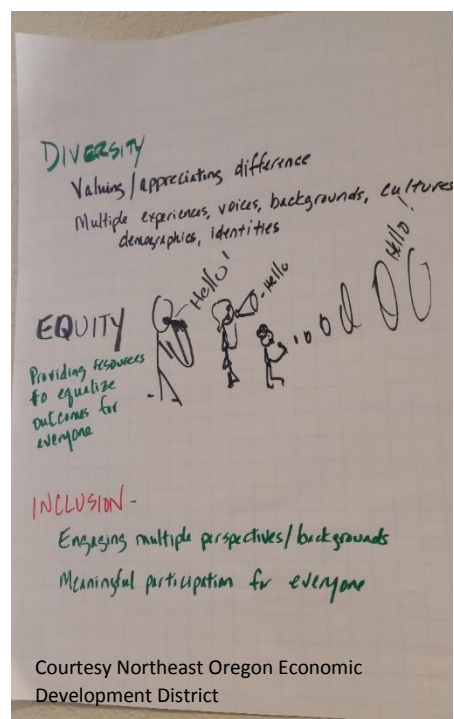 DIVERSITY
Valuing/appreciating difference
Multiple experiences, voices, backgrounds, cultures
demographics, identities
Hello!
Hello
Hello!
EQUITY
Providing resources
to equalize
outcomes for
everyone
INCLUSION -
Engaging multiple perspectives/backgrounds
Meaningful participation for everyone
Courtesy Northeast Oregon Economic
Development District